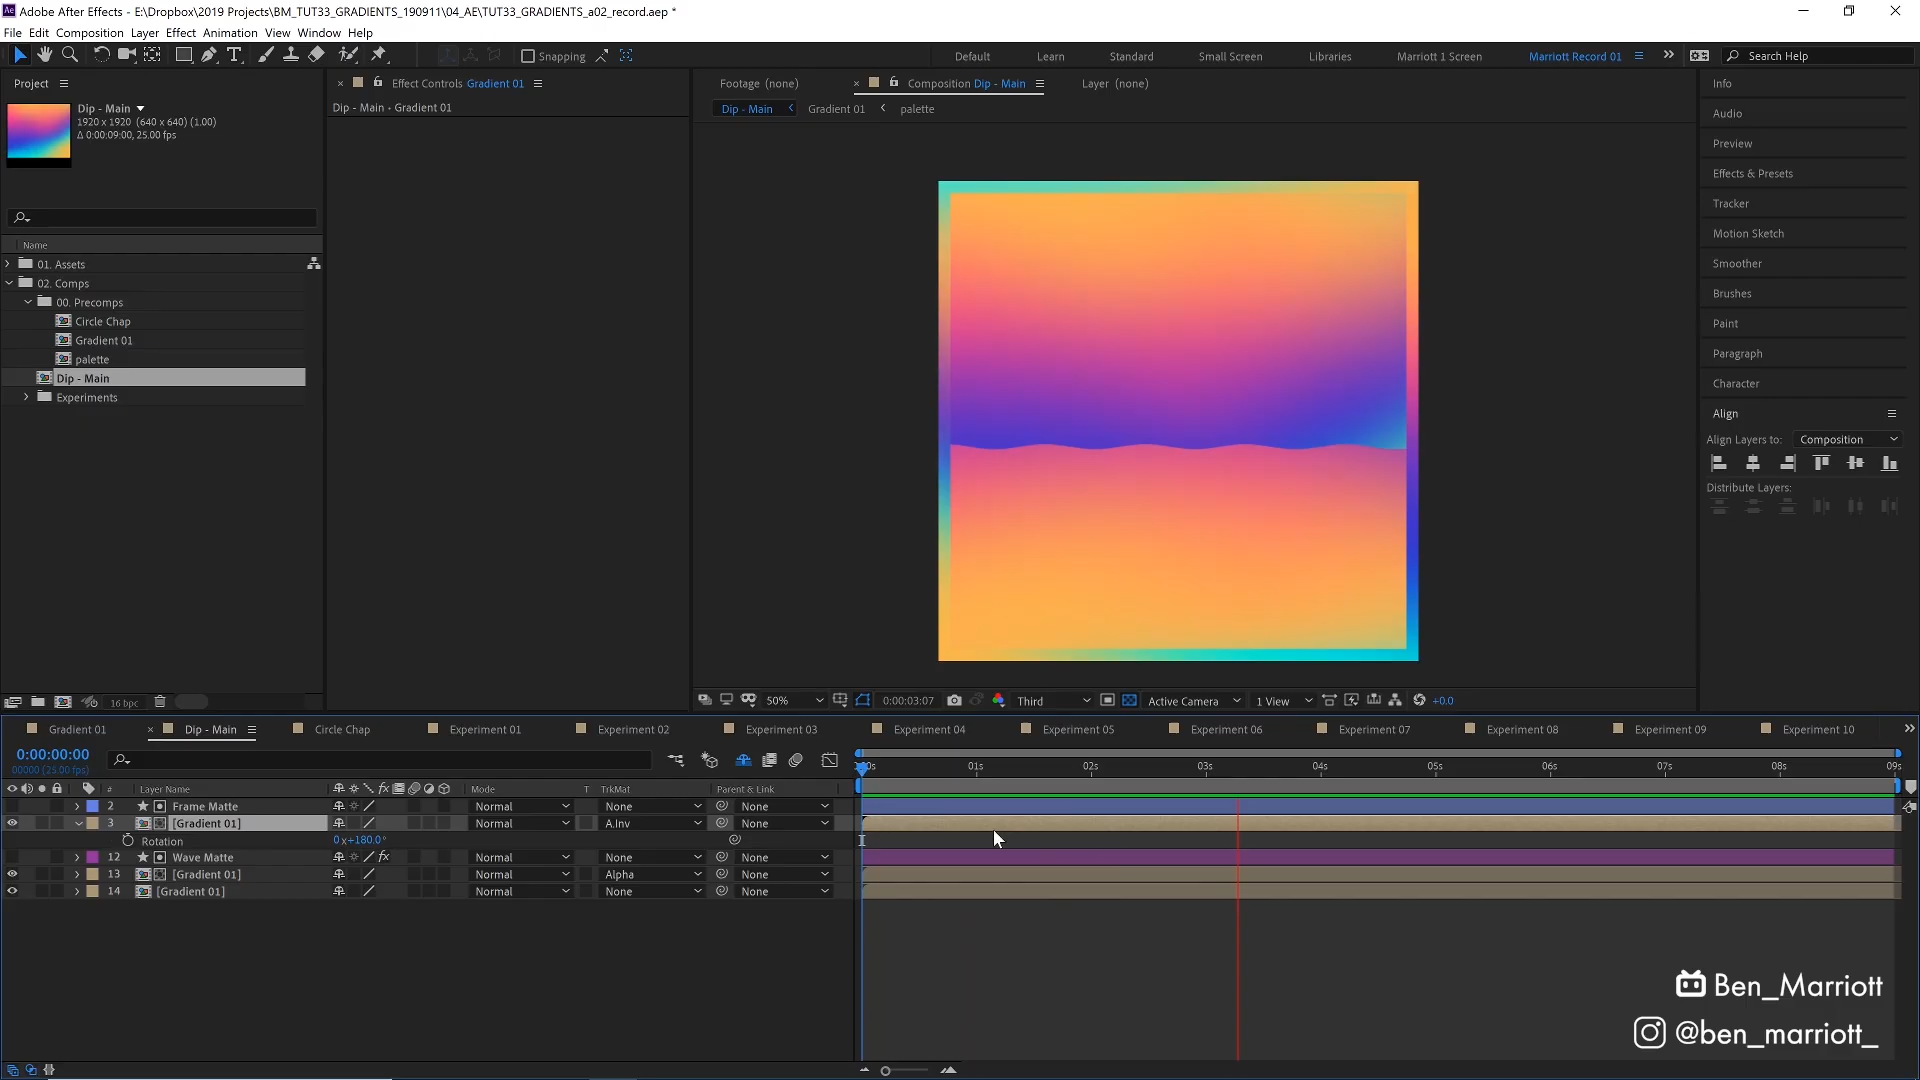 Adobe After Effects - E:\Dropbox\2019 Projects\BM_TUT33_GRADIENTS_190911\04_AE\TUT33_GRADIENTS_a02_record.aep *
File Edit Composition Layer Effect Animation View Window Help
Snapping
Default Learn Standard Small Screen Libraries Marriott 1 Screen Marriott Record 01 Search Help
Project
Dip - Main
1920 x 1920 (640 x 640) (1.00)
Δ 0:00:09:00, 25.00 fps
Name
01. Assets
02. Comps
00. Precomps
Circle Chap
Gradient 01
palette
Dip - Main
Experiments
16 bpc
Effect Controls Gradient 01
Dip - Main • Gradient 01
Footage (none) Composition Dip - Main Layer (none)
Dip - Main Gradient 01 palette
50% 0:00:03:07 Third Active Camera 1 View +0.0
Info
Audio
Preview
Effects & Presets
Tracker
Motion Sketch
Smoother
Brushes
Paint
Paragraph
Character
Align
Align Layers to: Composition
Distribute Layers:
Gradient 01 Dip - Main Circle Chap Experiment 01 Experiment 02 Experiment 03 Experiment 04 Experiment 05 Experiment 06 Experiment 07 Experiment 08 Experiment 09 Experiment 10
0:00:00:00
00000 (25.00 fps)
01s 02s 03s 04s 05s 06s 07s 08s 09s
# Layer Name Mode T TrkMat Parent & Link
2 Frame Matte Normal None None
3 [Gradient 01] Normal A.Inv None
Rotation 0x+180.0°
12 Wave Matte fx Normal None None
13 [Gradient 01] Normal Alpha None
14 [Gradient 01] Normal None None
Ben_Marriott
@ben_marriott_